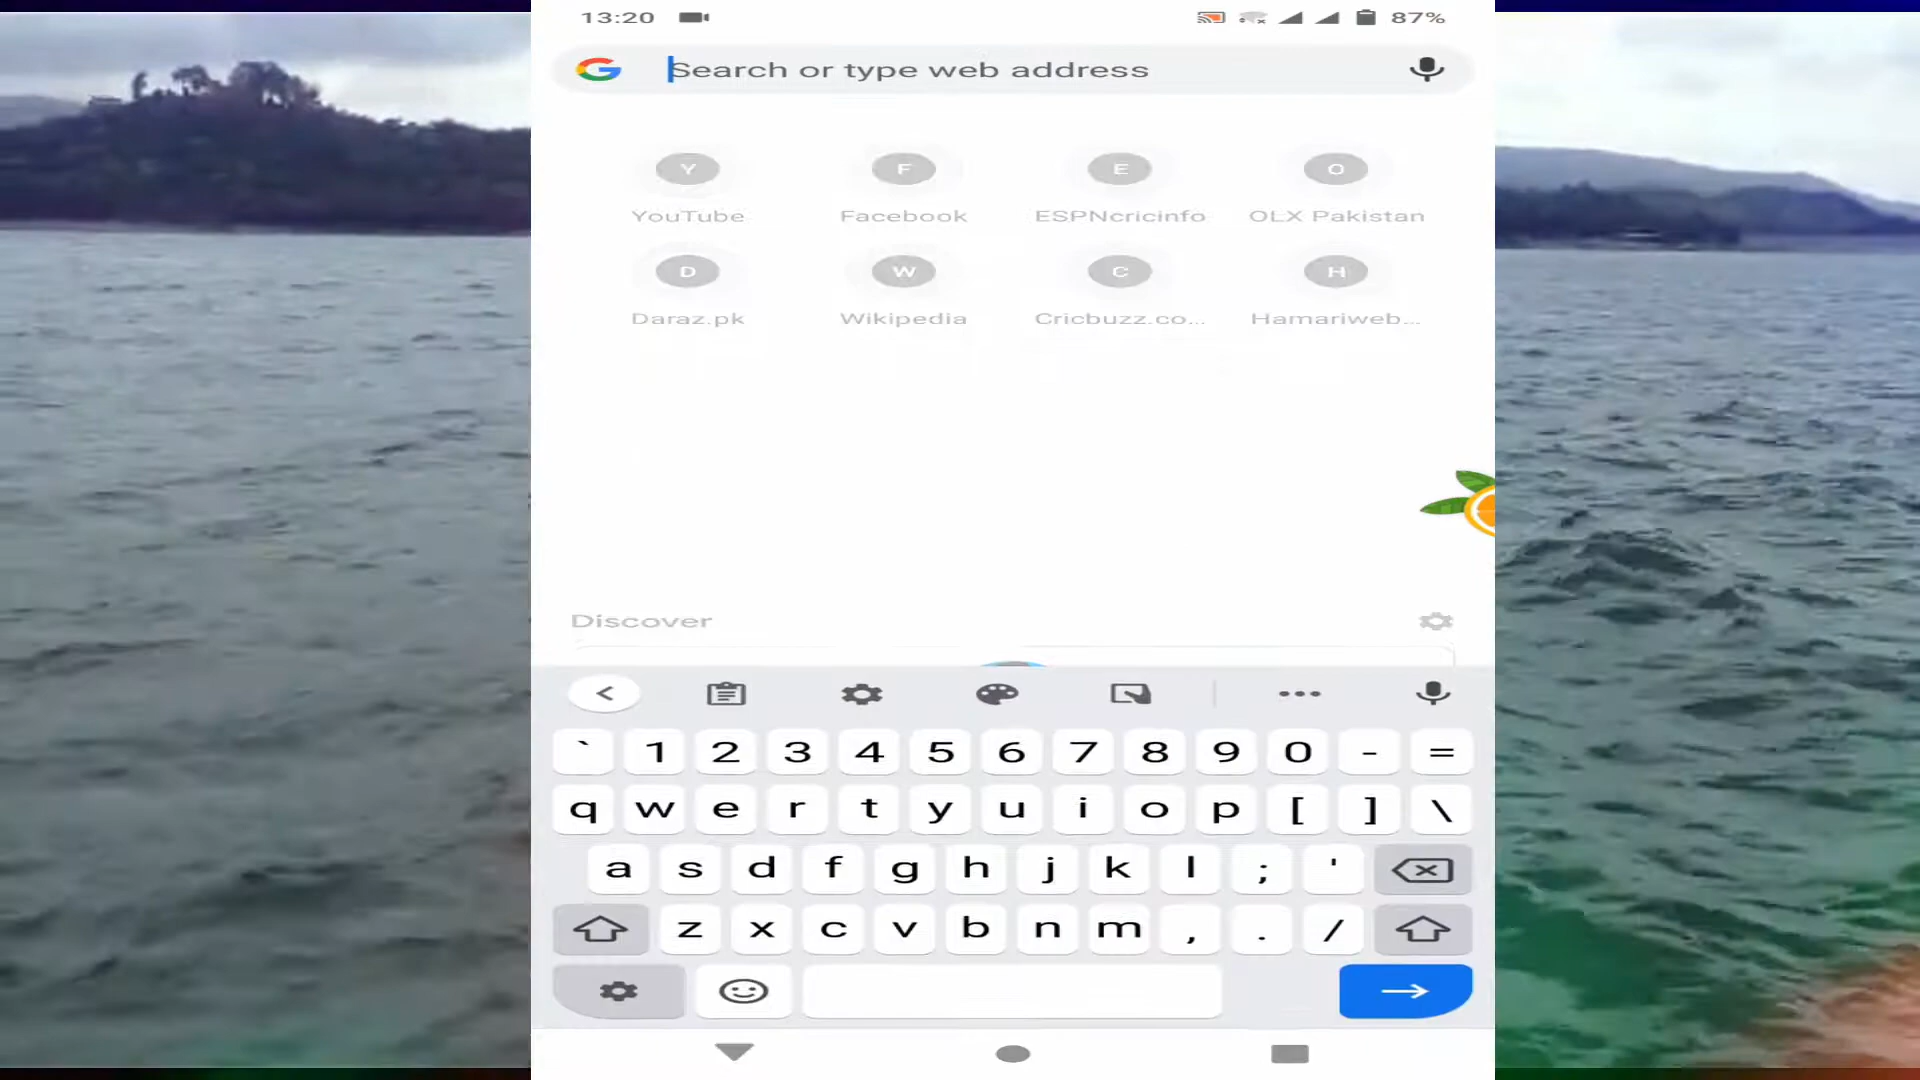 13:20 87%
Search or type web address
Y F E O
YouTube Facebook ESPNcricinfo OLX Pakistan
D W C H
Daraz.pk Wikipedia Cricbuzz.co... Hamariweb...
Discover
` 1 2 3 4 5 6 7 8 9 0 - =
q w e r t y u i o p [ ] \
a s d f g h j k l ; '
z x c v b n m , . /